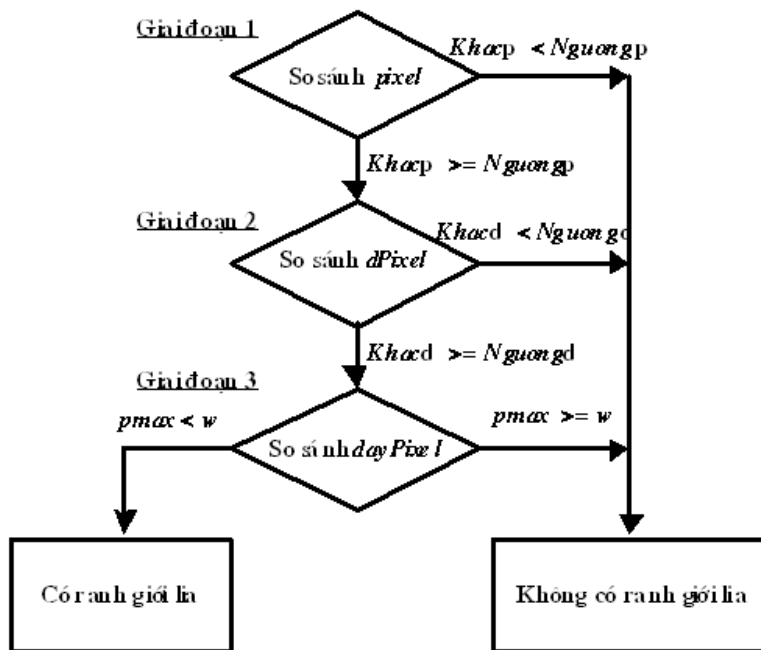 Giai đoạn 1
Khacp < Nguongp
So sánh pixel
Khacp >= Nguongp
Giai đoạn 2
Khacd < Nguongd
So sánh dPixel
Khacd >= Nguongd
Giai đoạn 3
pmax < w
pmax >= w
So sánh dayPixel
Có ranh giới lia
Không có ranh giới lia